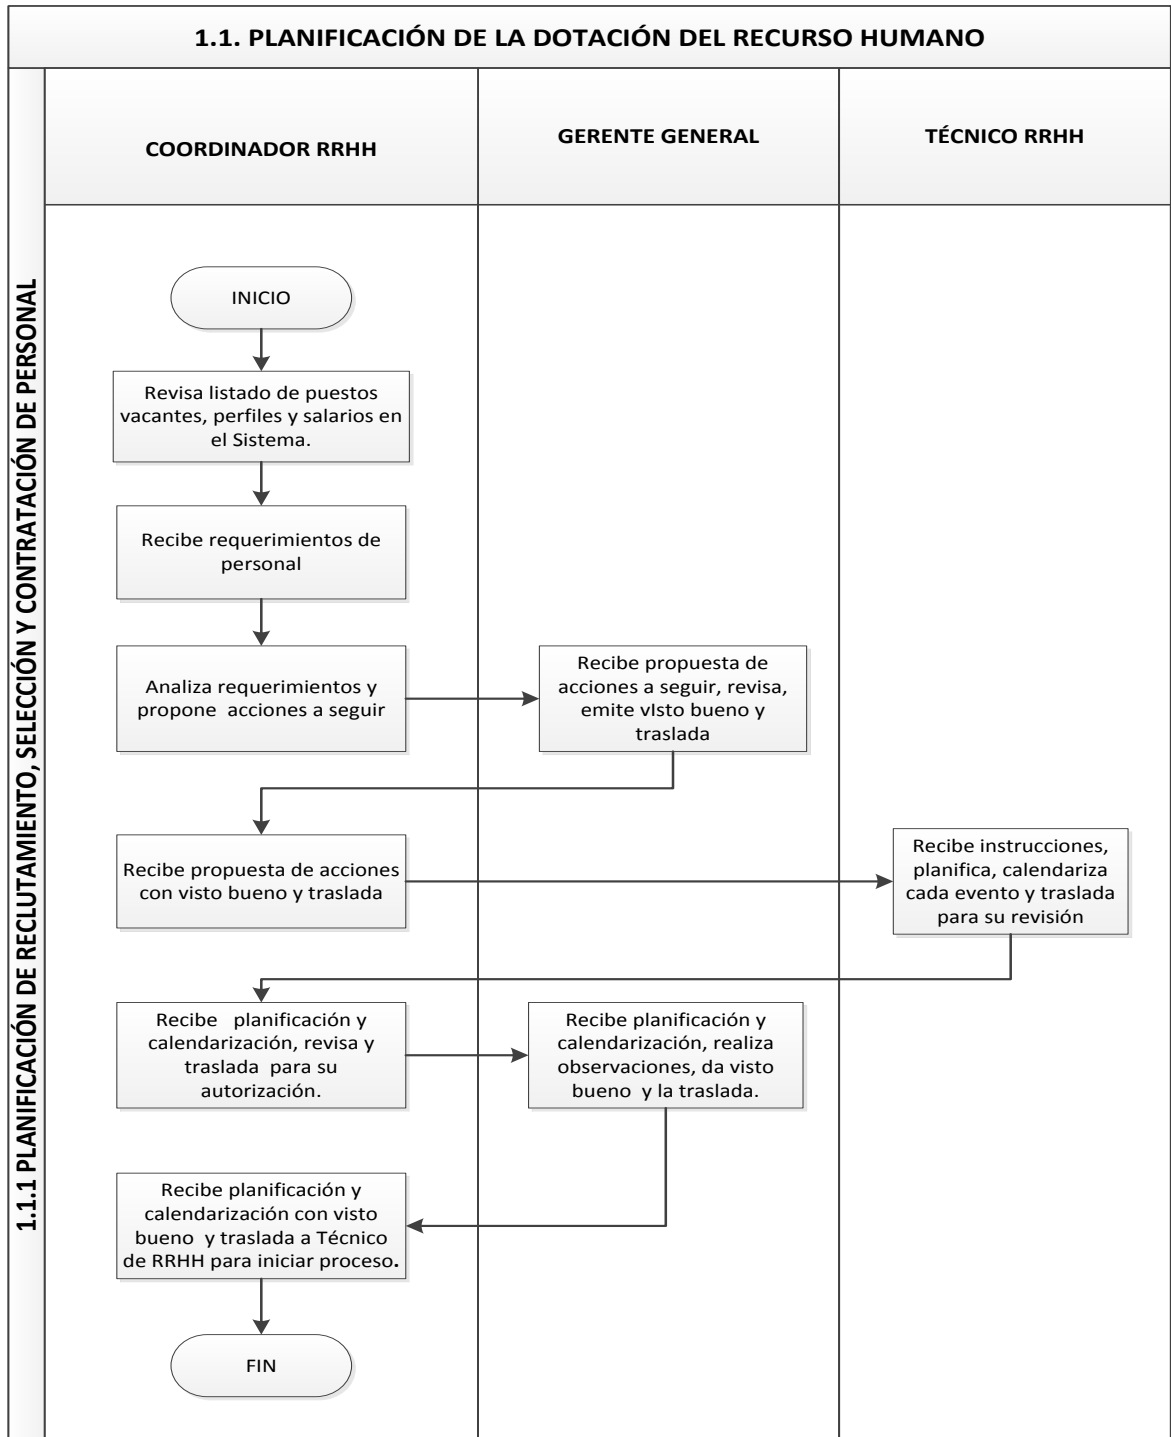 1.1. PLANIFICACIÓN DE LA DOTACIÓN DEL RECURSO HUMANO
1.1.1 PLANIFICACIÓN DE RECLUTAMIENTO, SELECCIÓN Y CONTRATACIÓN DE PERSONAL
COORDINADOR RRHH
GERENTE GENERAL
TÉCNICO RRHH
INICIO
Revisa listado de puestos
vacantes, perfiles y salarios en
el Sistema.
Recibe requerimientos de
personal
Analiza requerimientos y
propone acciones a seguir
Recibe propuesta de
acciones a seguir, revisa,
emite vIsto bueno y
traslada
Recibe propuesta de acciones
con visto bueno y traslada
Recibe instrucciones,
planifica, calendariza
cada evento y traslada
para su revisión
Recibe planificación y
calendarización, revisa y
traslada para su
autorización.
Recibe planificación y
calendarización, realiza
observaciones, da visto
bueno y la traslada.
Recibe planificación y
calendarización con visto
bueno y traslada a Técnico
de RRHH para iniciar proceso.
FIN